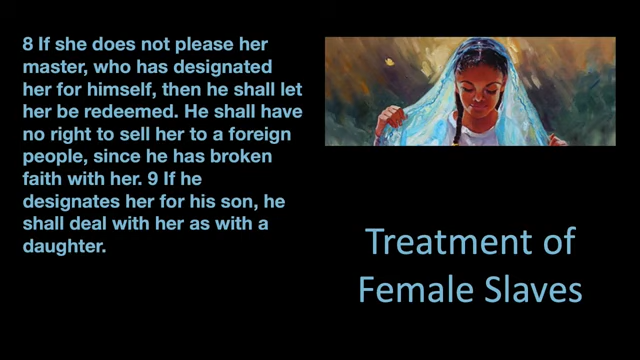 8 If she does not please her
master, who has designated
her for himself, then he shall let
her be redeemed. He shall have
no right to sell her to a foreign
people, since he has broken
faith with her. 9 If he
designates her for his son, he
shall deal with her as with a
daughter.
Treatment of
Female Slaves